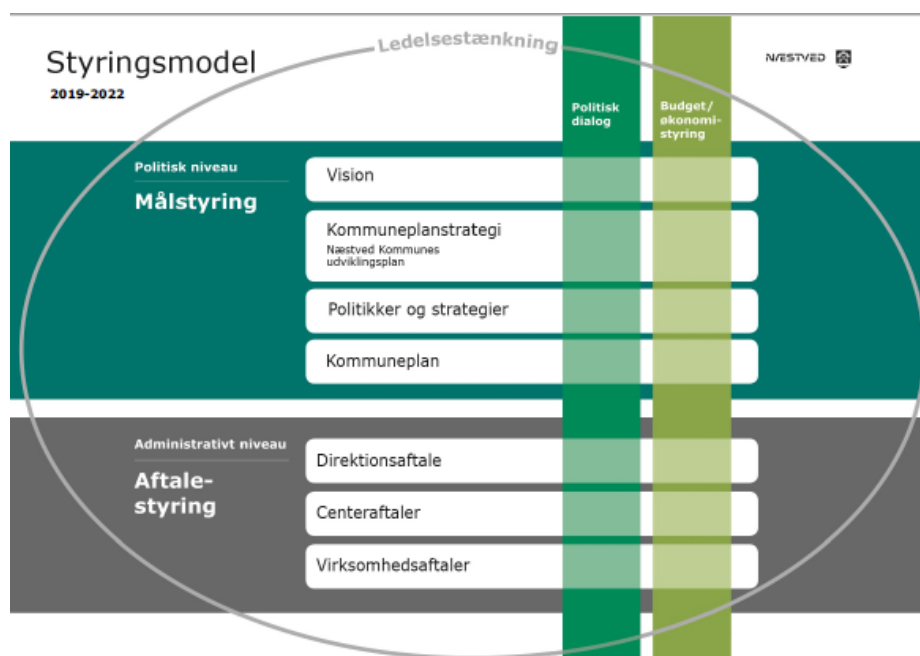 Ledelsestænkning
Styringsmodel
2019-2022
NÆSTVED
Politisk
dialog
Budget/
økonomi-
styring
Politisk niveau
Målstyring
Vision
Kommuneplanstrategi
Næstved Kommunes
udviklingsplan
Politikker og strategier
Kommuneplan
Administrativt niveau
Aftale-
styring
Direktionsaftale
Centeraftaler
Virksomhedsaftaler